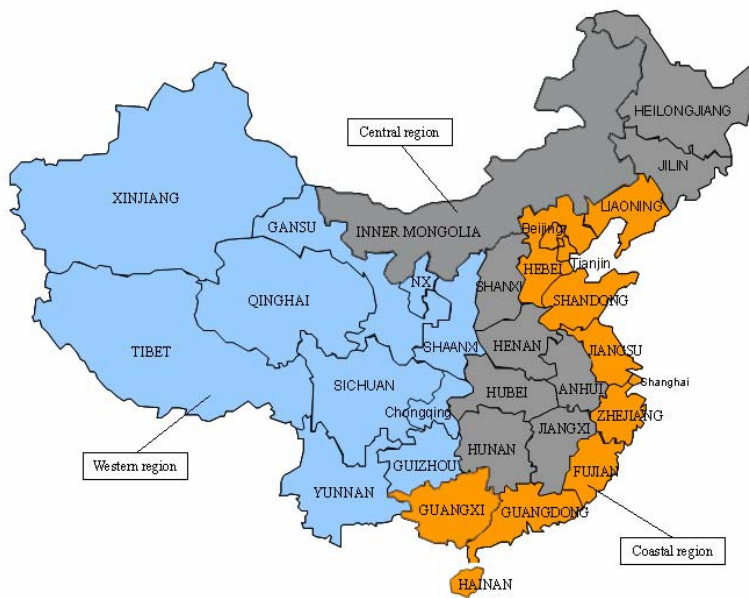 HEILONGJIANG
Central region
JILIN
XINJIANG
LIAONING
GANSU
INNER MONGOLIA
Beijing
Tianjin
HEBEI
NX
SHANXI
QINGHAI
SHANDONG
TIBET
SHAANXI
HENAN
JIANGSU
SICHUAN
HUBEI
ANHUI
Shanghai
Chongqing
ZHEJIANG
JIANGXI
HUNAN
Western region
GUIZHOU
FUJIAN
YUNNAN
GUANGXI
GUANGDONG
Coastal region
HAINAN